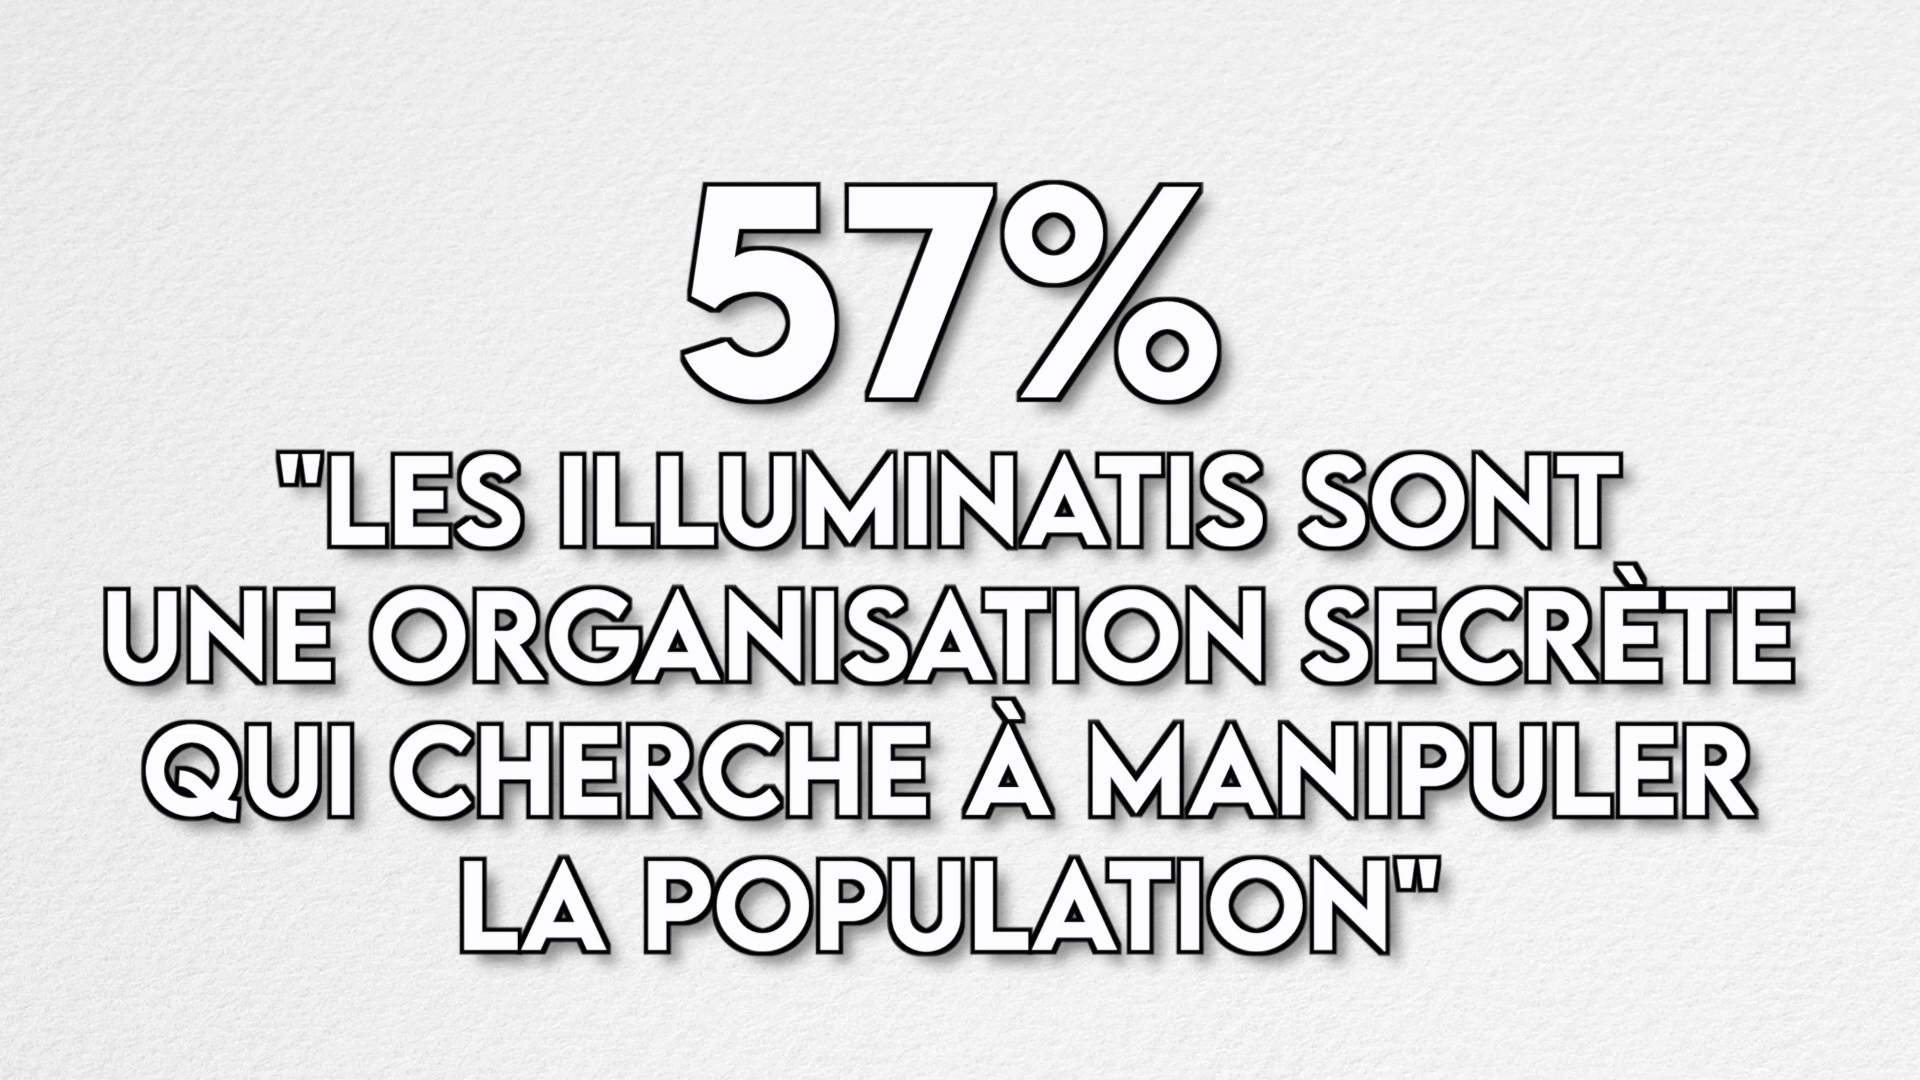 57%
"LES ILLUMINATIS SONT
UNE ORGANISATION SECRÈTE
QUI CHERCHE À MANIPULER
LA POPULATION"